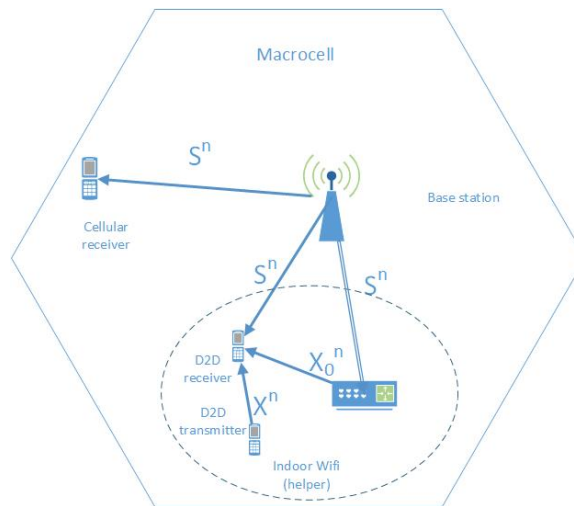 Macrocell
Sⁿ
Base station
Cellular
receiver
Sⁿ
Sⁿ
D2D
receiver
X₀ⁿ
D2D
transmitter
Xⁿ
Indoor Wifi
(helper)